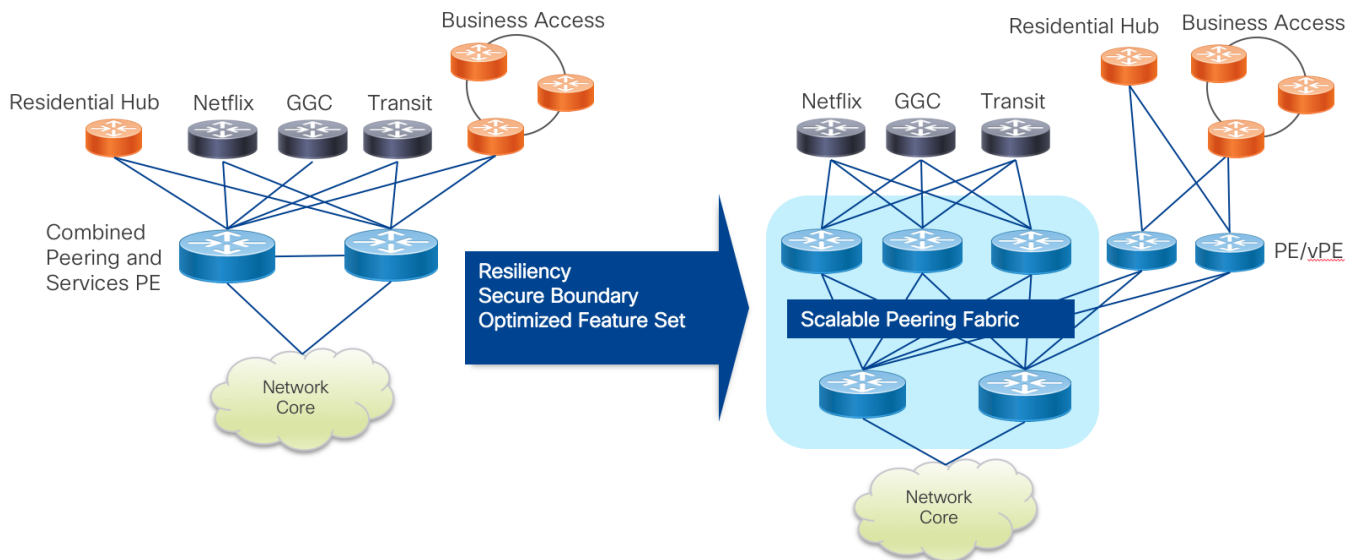 Business Access
Residential Hub
Netflix
GGC
Transit
Combined
Peering and
Services PE
Network
Core
Resiliency
Secure Boundary
Optimized Feature Set
Residential Hub
Business Access
Netflix
GGC
Transit
PE/vPE
Scalable Peering Fabric
Network
Core